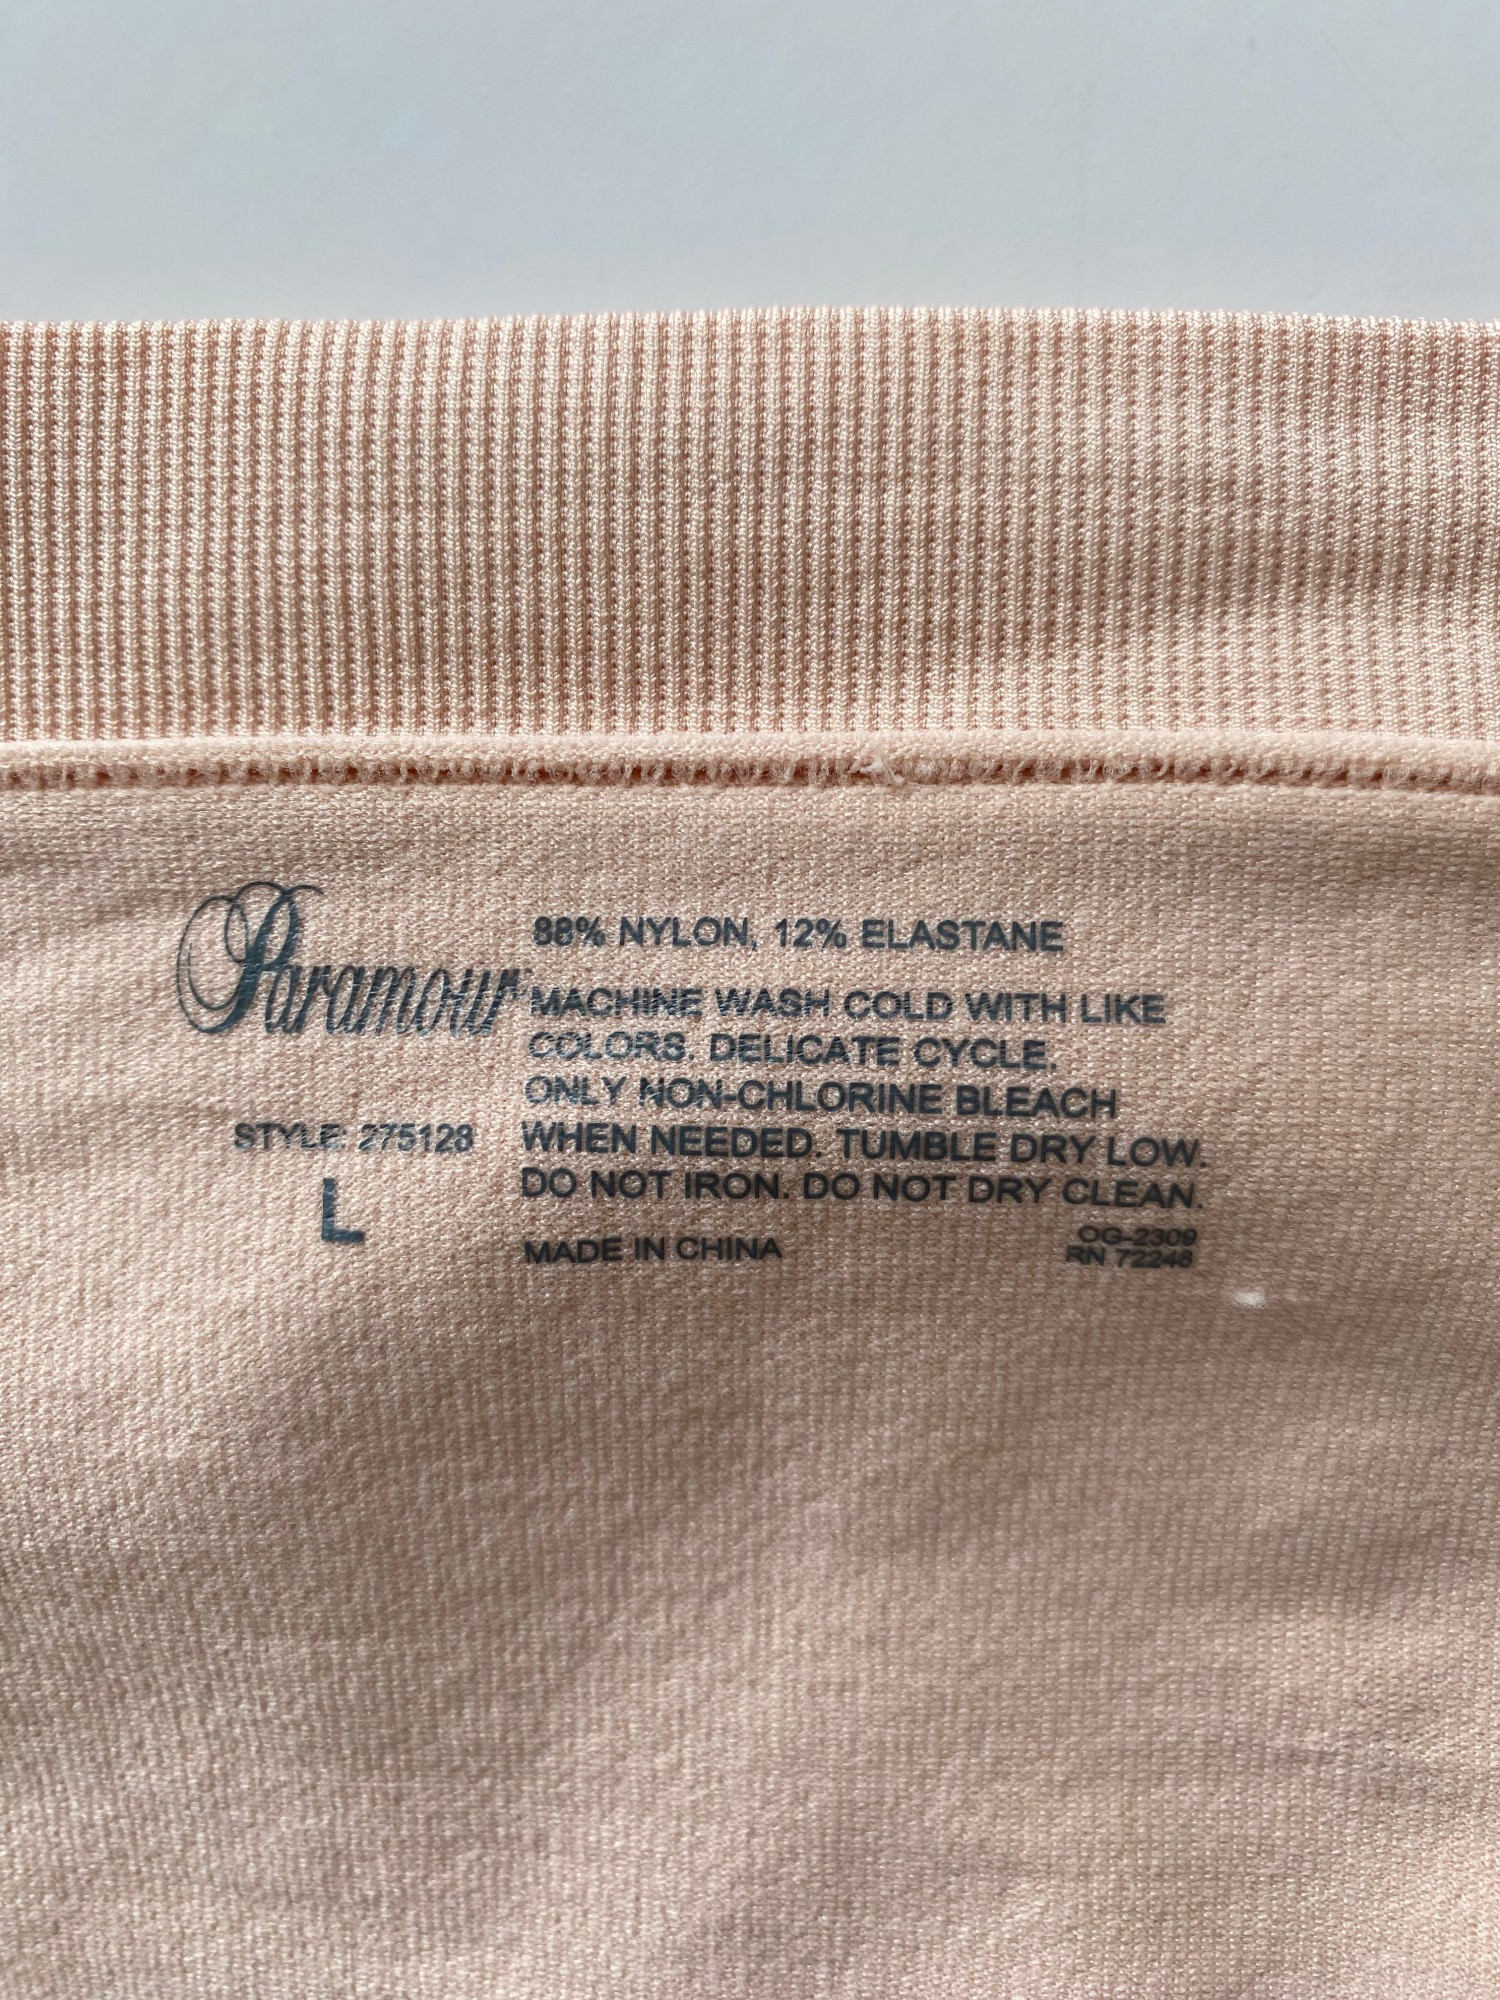 Paramour
STYLE: 275128
L
88% NYLON, 12% ELASTANE
MACHINE WASH COLD WITH LIKE
COLORS. DELICATE CYCLE.
ONLY NON-CHLORINE BLEACH
WHEN NEEDED. TUMBLE DRY LOW.
DO NOT IRON. DO NOT DRY CLEAN.
MADE IN CHINA
OG-2309
RN 72248